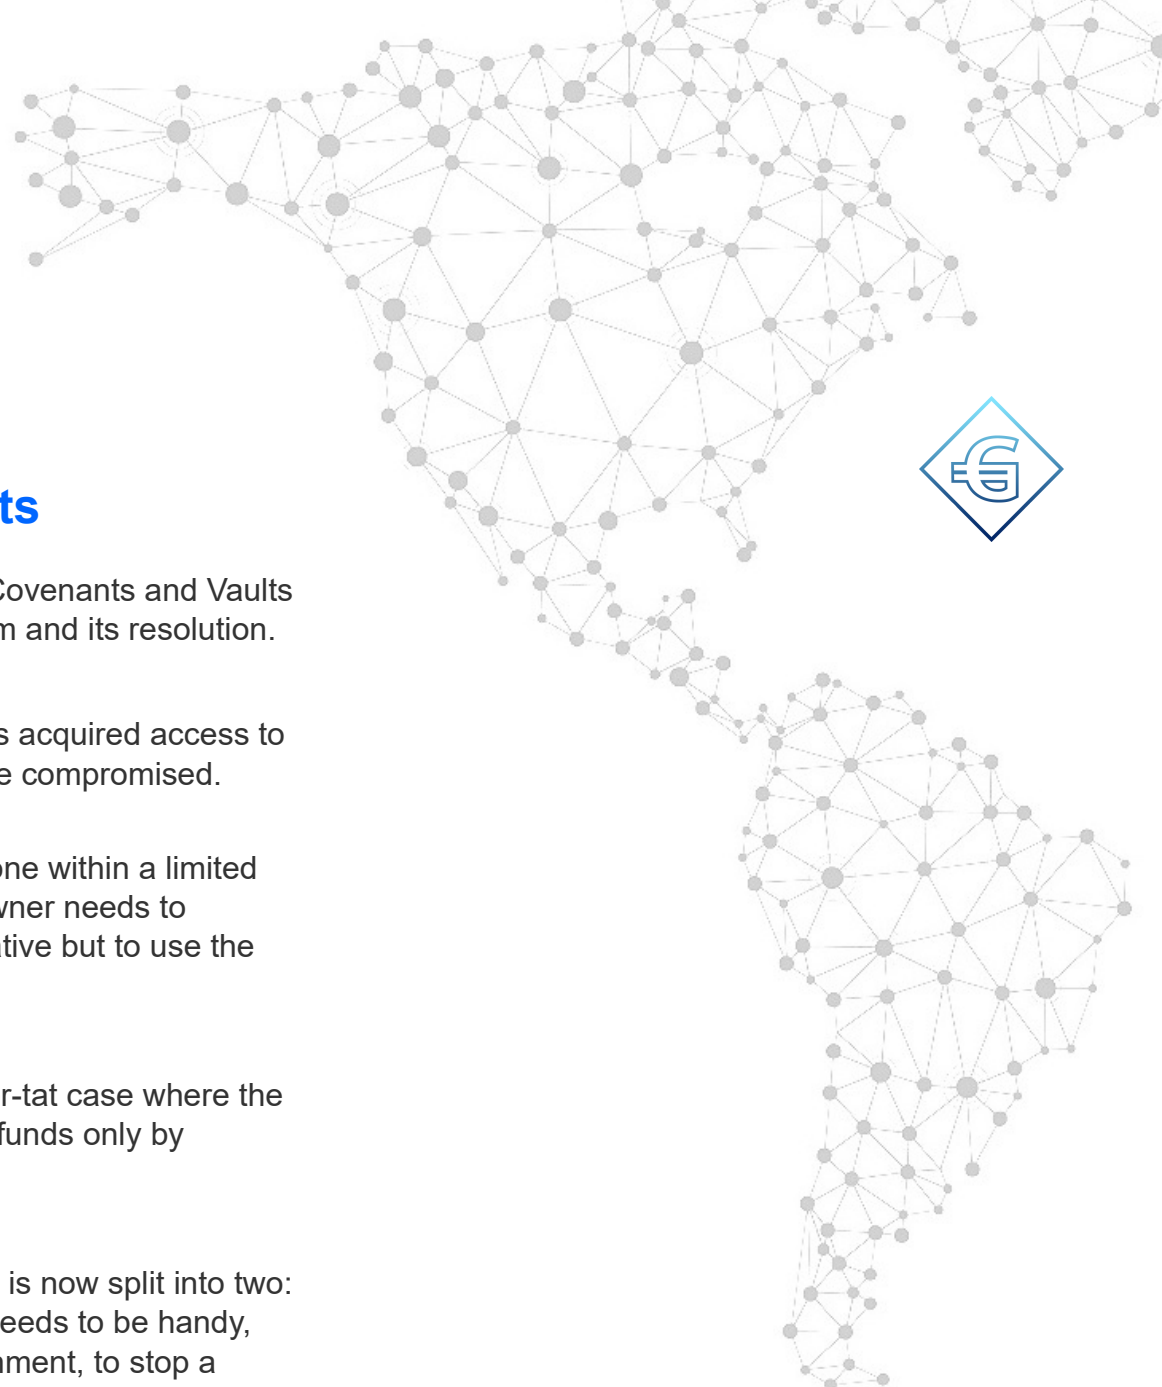 ts
Covenants and Vaults
m and its resolution.
s acquired access to
e compromised.
one within a limited
wner needs to
ative but to use the
r-tat case where the
funds only by
is now split into two:
eeds to be handy,
nment, to stop a